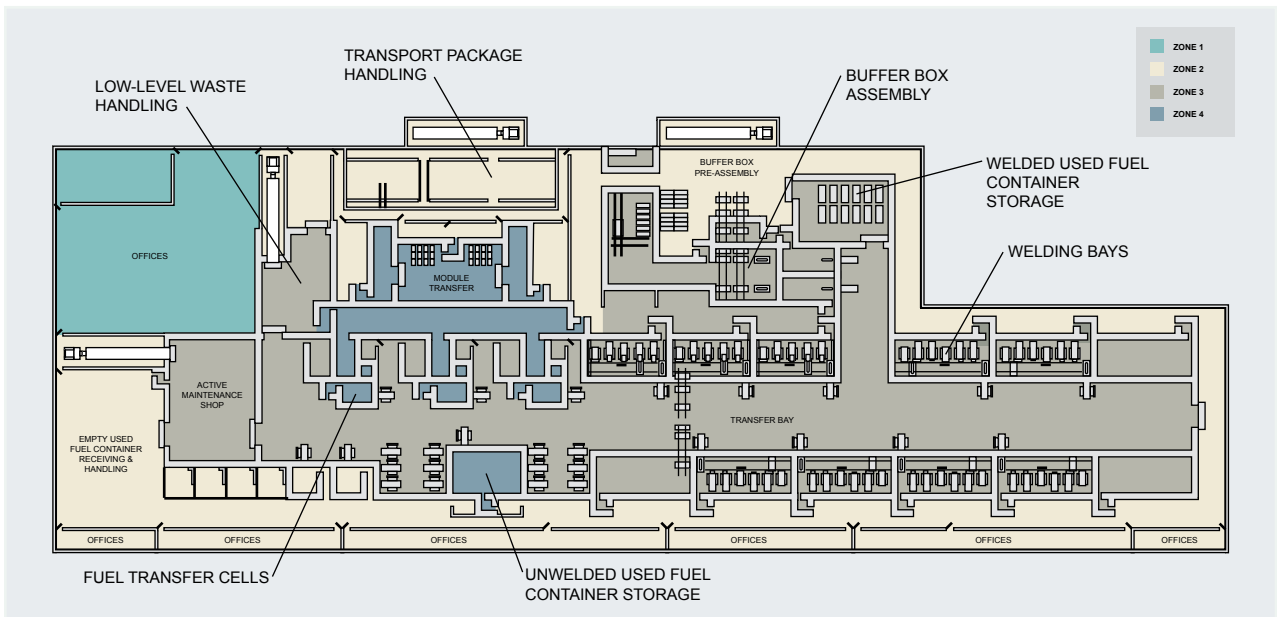 TRANSPORT PACKAGE
HANDLING
LOW-LEVEL WASTE
HANDLING
BUFFER BOX
ASSEMBLY
ZONE 1
ZONE 2
ZONE 3
ZONE 4
WELDED USED FUEL
CONTAINER
STORAGE
WELDING BAYS
BUFFER BOX
PRE-ASSEMBLY
OFFICES
MODULE
TRANSFER
ACTIVE
MAINTENANCE
SHOP
TRANSFER BAY
EMPTY USED
FUEL CONTAINER
RECEIVING &
HANDLING
OFFICES
OFFICES
OFFICES
OFFICES
OFFICES
OFFICES
FUEL TRANSFER CELLS
UNWELDED USED FUEL
CONTAINER STORAGE